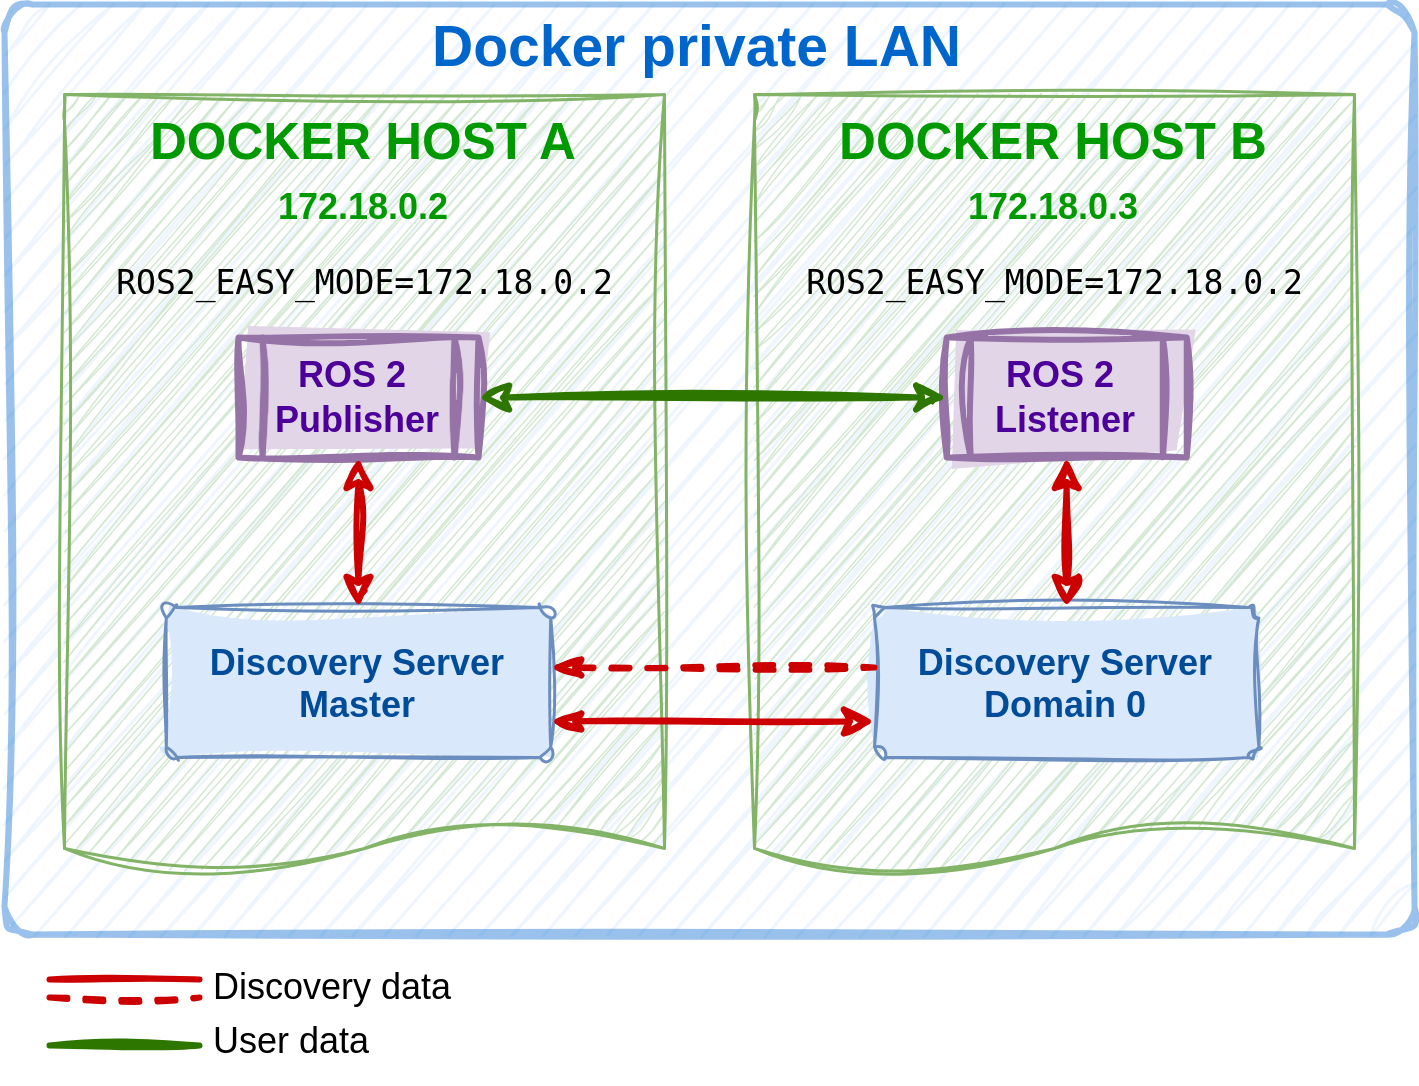 Docker private LAN
DOCKER HOST A
172.18.0.2
ROS2_EASY_MODE=172.18.0.2
ROS 2
Publisher
Discovery Server
Master
DOCKER HOST B
172.18.0.3
ROS2_EASY_MODE=172.18.0.2
ROS 2
Listener
Discovery Server
Domain 0
Discovery data
User data